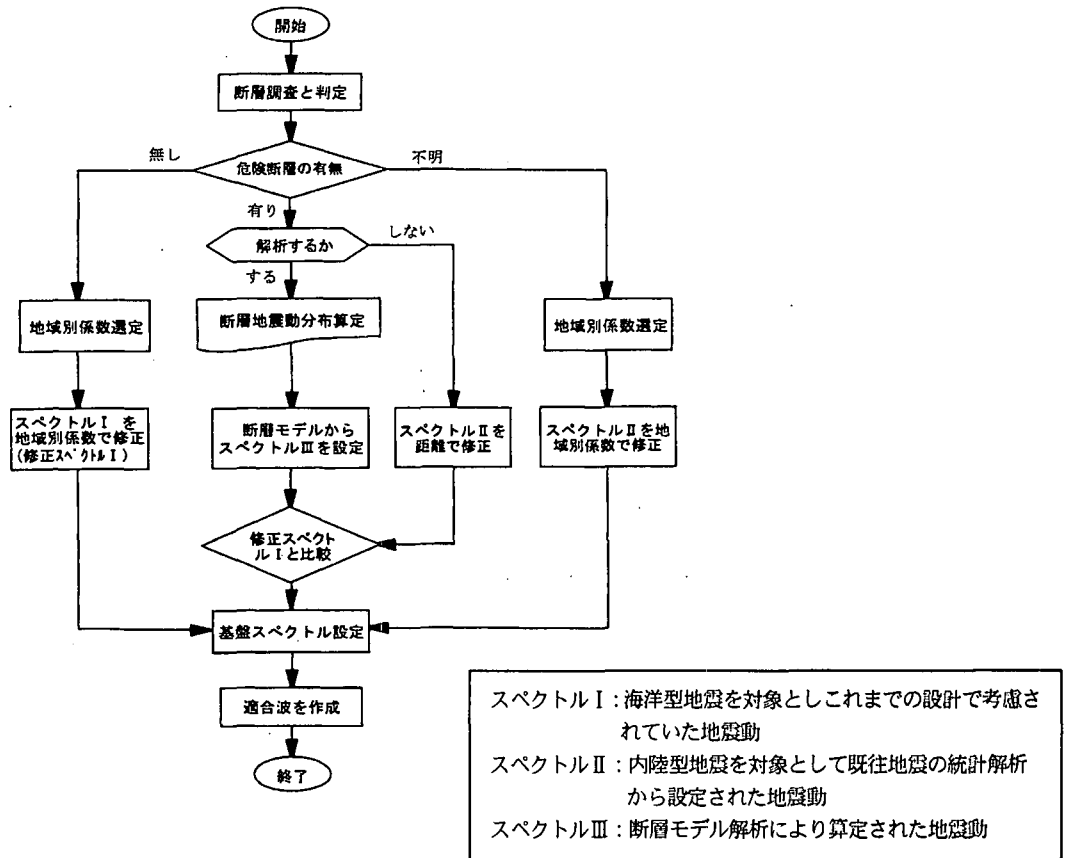 開始
断層調査と判定
無し
危険断層の有無
不明
有り
解析するか
しない
する
地域別係数選定
断層地震動分布算定
地域別係数選定
スペクトルⅠ を
地域別係数で修正
(修正スペクトルⅠ)
断層モデルから
スペクトルⅢを設定
スペクトルⅡを
距離で修正
スペクトルⅡを地
域別係数で修正
修正スペクト
ルⅠと比較
基盤スペクトル設定
適合波を作成
終了
スペクトルⅠ：海洋型地震を対象としこれまでの設計で考慮さ
れていた地震動
スペクトルⅡ：内陸型地震を対象として既往地震の統計解析
から設定された地震動
スペクトルⅢ：断層モデル解析により算定された地震動